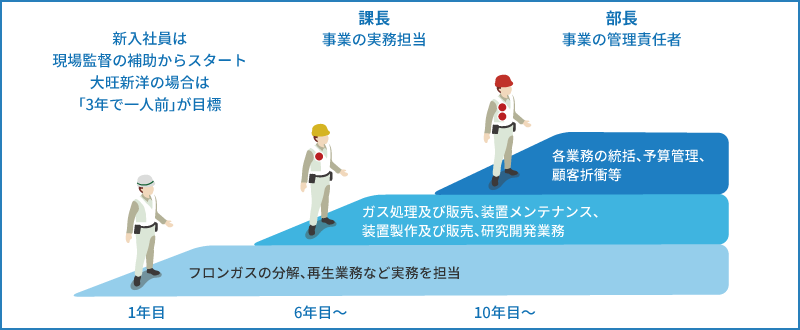 新入社員は
現場監督の補助からスタート
大旺新洋の場合は
「3年で一人前」が目標
課長
事業の実務担当
部長
事業の管理責任者
各業務の統括、予算管理、
顧客折衝等
ガス処理及び販売、装置メンテナンス、
装置製作及び販売、研究開発業務
フロンガスの分解、再生業務など実務を担当
1年目
6年目〜
10年目〜